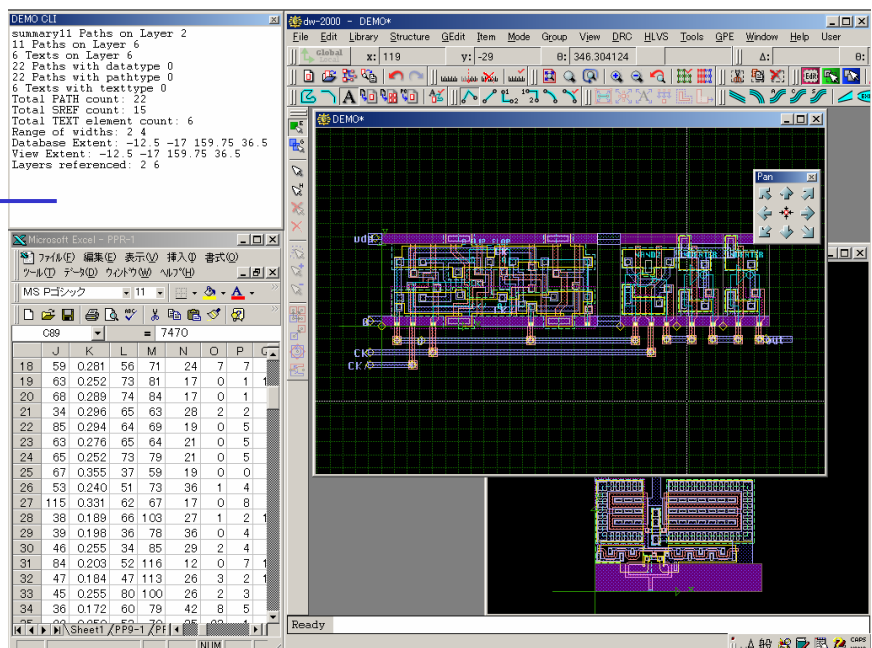 DEMO CLI
summary11 Paths on Layer 2
11 Paths on Layer 6
6 Texts on Layer 6
22 Paths with datatype 0
22 Paths with pathtype 0
6 Texts with texttype 0
Total PATH count: 22
Total SREF count: 15
Total TEXT element count: 6
Range of widths: 2 4
Database Extent: -12.5 -17 159.75 36.5
View Extent: -12.5 -17 159.75 36.5
Layers referenced: 2 6
dw-2000 - DEMO*
File Edit Library Structure GEdit Item Mode Group View DRC HLVS Tools GPE Window Help User
Global
Local
x: 119 y: -29 θ: 346.304124 Δ: θ:
DEMO*
Pan
vdd
D_FLIP_FLOP
CK
out
CK/
Microsoft Excel - PPR-1
ファイル(F) 編集(E) 表示(V) 挿入(I) 書式(O)
ツール(T) データ(D) ウィンドウ(W) ヘルプ(H)
MS Pゴシック 11
C89 = 7470
J K L M N O P
18 59 0.281 56 71 24 7 7
19 63 0.252 73 81 17 0 1
20 68 0.289 74 84 17 0 1
21 34 0.296 65 63 28 2 2
22 85 0.294 64 69 19 0 5
23 63 0.276 65 64 21 0 5
24 65 0.252 73 79 21 0 5
25 67 0.355 37 59 19 0 0
26 53 0.240 51 73 36 1 4
27 115 0.331 62 67 17 0 8
28 38 0.189 66 103 27 1 2
29 39 0.198 36 78 36 0 4
30 46 0.255 34 85 29 2 4
31 84 0.203 52 116 12 0 7
32 47 0.184 47 113 26 3 2
33 45 0.255 80 100 26 2 3
34 36 0.172 60 79 42 8 5
Sheet1 PP9-1 PF
NUM
Ready
A 般 CAPS